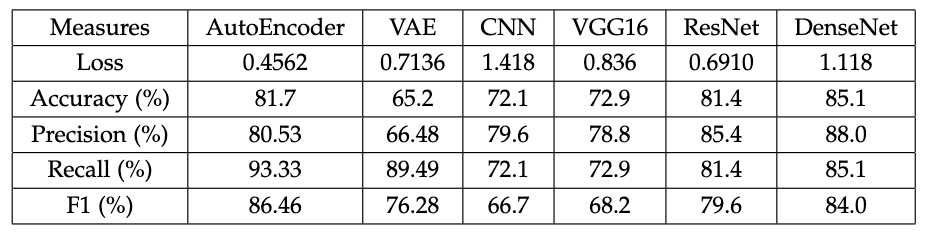 Measures AutoEncoder VAE CNN VGG16 ResNet DenseNet
Loss 0.4562 0.7136 1.418 0.836 0.6910 1.118
Accuracy (%) 81.7 65.2 72.1 72.9 81.4 85.1
Precision (%) 80.53 66.48 79.6 78.8 85.4 88.0
Recall (%) 93.33 89.49 72.1 72.9 81.4 85.1
F1 (%) 86.46 76.28 66.7 68.2 79.6 84.0